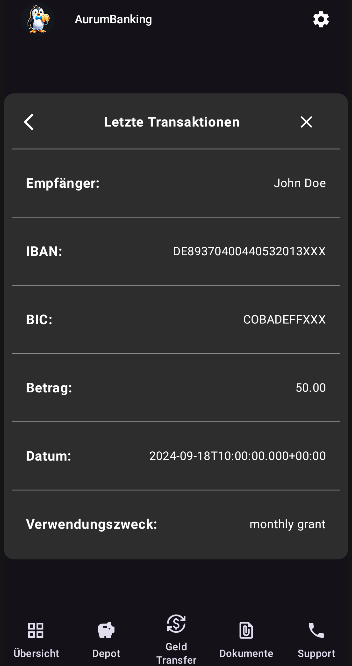 AurumBanking
Letzte Transaktionen
Empfänger: John Doe
IBAN: DE89370400440532013XXX
BIC: COBADEFFXXX
Betrag: 50.00
Datum: 2024-09-18T10:00:00.000+00:00
Verwendungszweck: monthly grant
Übersicht Depot Geld Transfer Dokumente Support